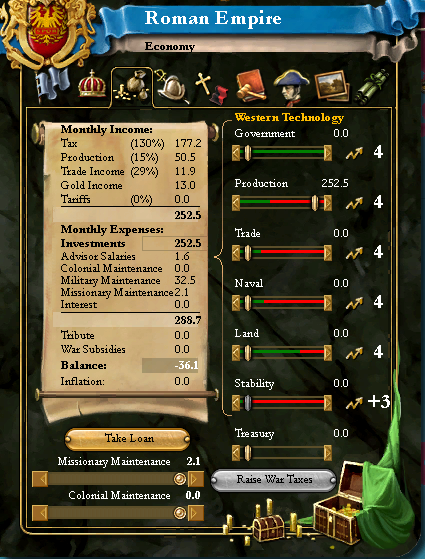 Roman Empire
Economy
Monthly Income:
Tax (130%) 177.2
Production (15%) 50.5
Trade Income (29%) 11.9
Gold Income 13.0
Tariffs (0%) 0.0
252.5
Monthly Expenses:
Investments 252.5
Advisor Salaries 1.6
Colonial Maintenance 0.0
Military Maintenance 32.5
Missionary Maintenance 2.1
Interest 0.0
288.7
Tribute 0.0
War Subsidies 0.0
Balance: -36.1
Inflation: 0.0
Take Loan
Missionary Maintenance 2.1
Colonial Maintenance 0.0
Western Technology
Government 0.0
4
Production 252.5
4
Trade 0.0
4
Naval 0.0
4
Land 0.0
4
Stability 0.0
+3
Treasury 0.0
Raise War Taxes